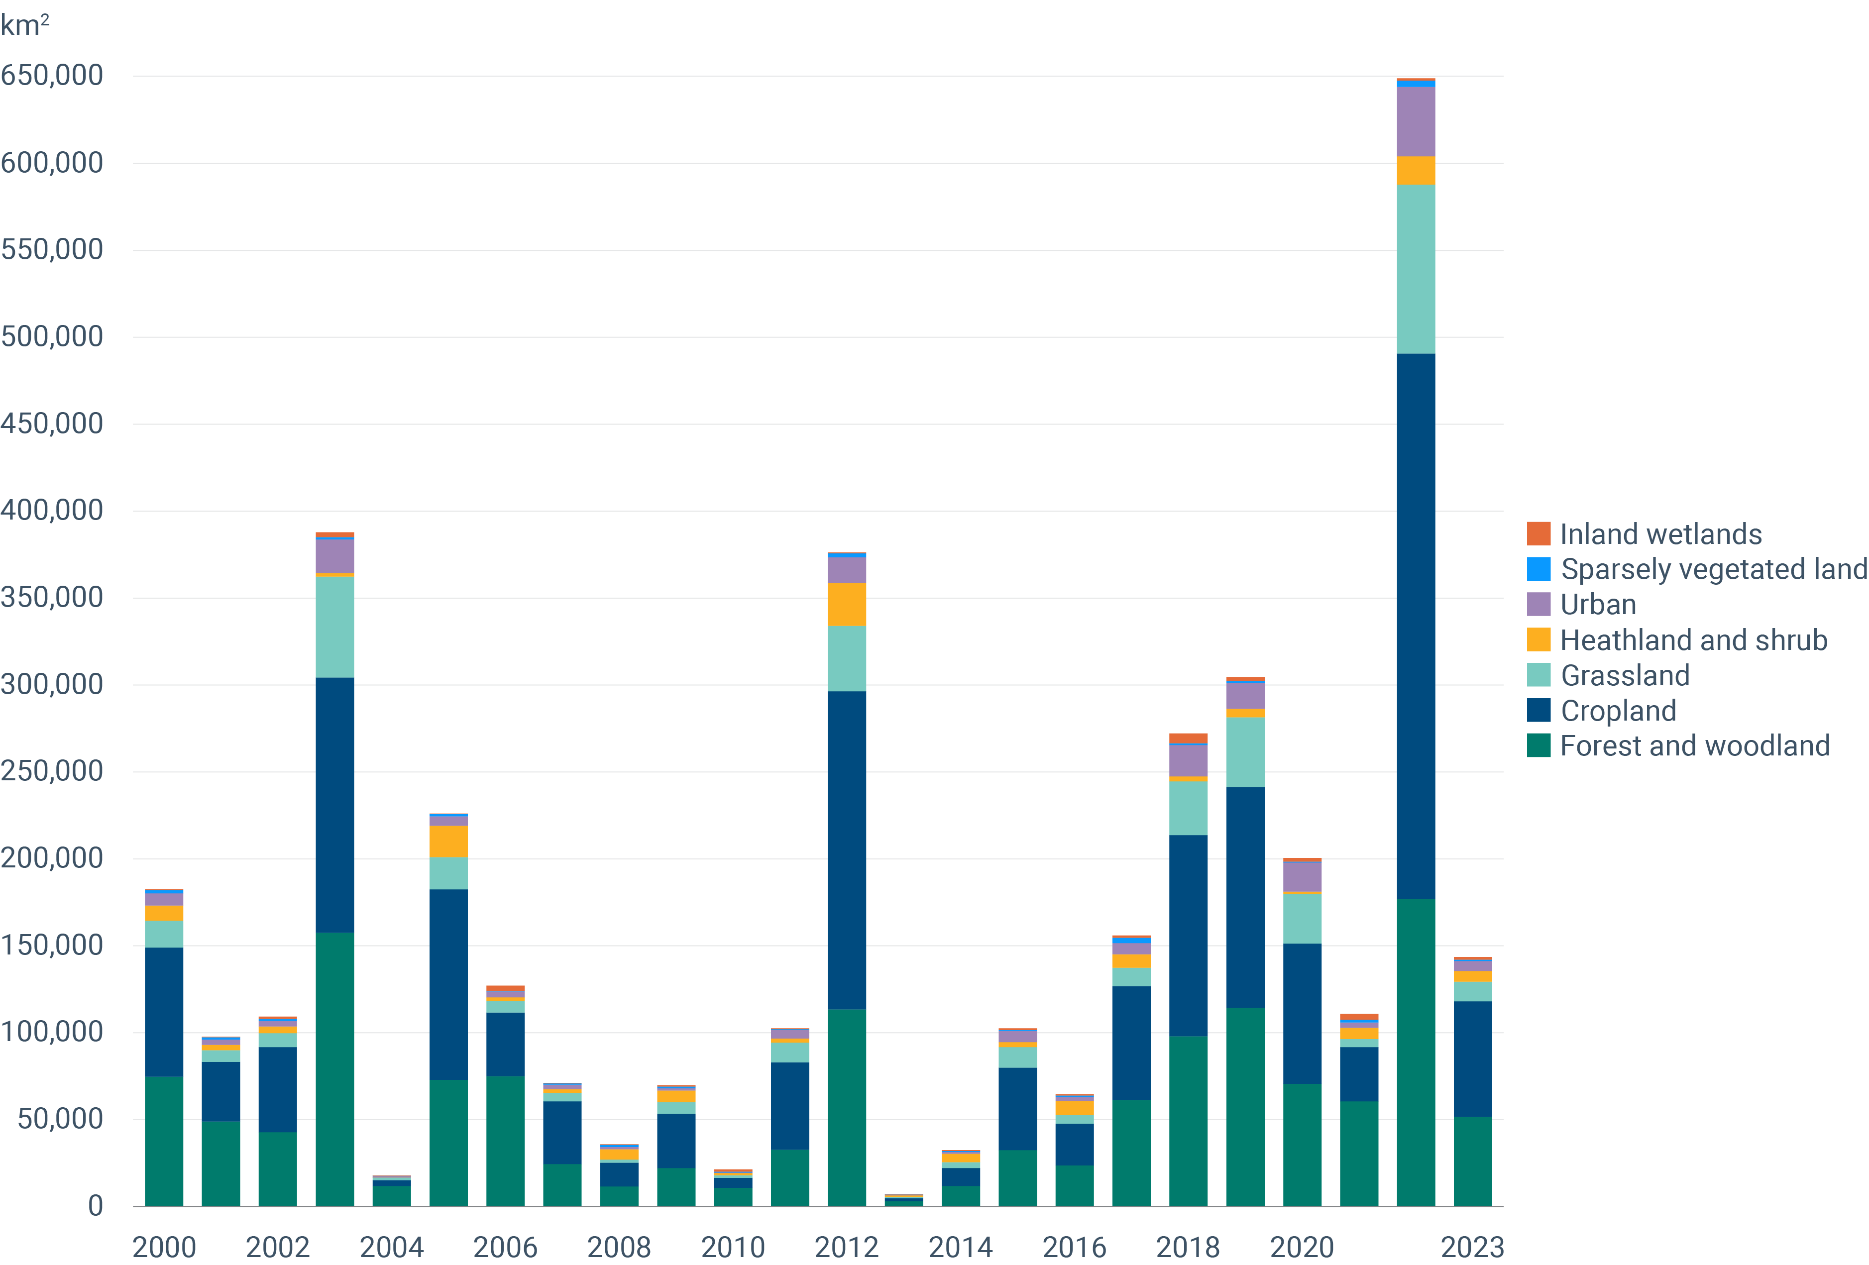 km²
650,000
600,000
550,000
500,000
450,000
400,000
350,000
300,000
250,000
200,000
150,000
100,000
50,000
0
2000 2002 2004 2006 2008 2010 2012 2014 2016 2018 2020 2023
Inland wetlands
Sparsely vegetated land
Urban
Heathland and shrub
Grassland
Cropland
Forest and woodland